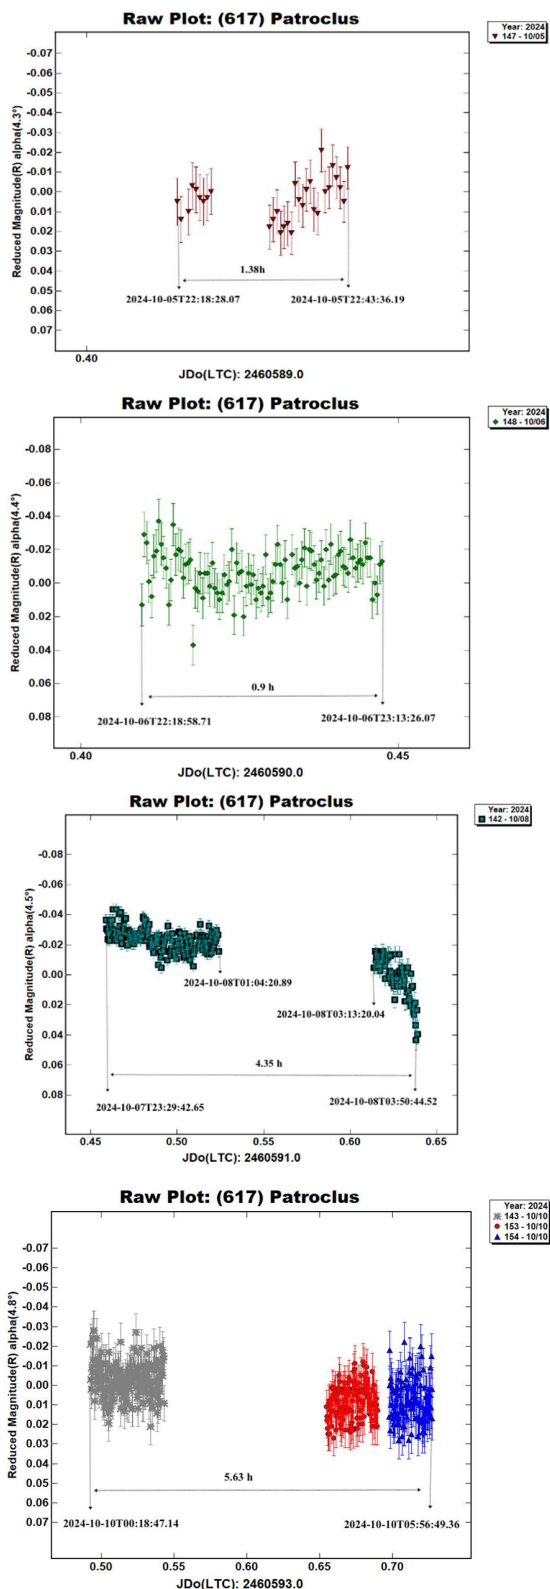 Raw Plot: (617) Patroclus
Year: 2024
147 - 10/05
-0.07
-0.06
-0.05
-0.04
-0.03
-0.02
-0.01
0.00
0.01
0.02
0.03
0.04
0.05
0.06
0.07
Reduced Magnitude(R) alpha(4.3°)
1.38h
2024-10-05T22:18:28.07
2024-10-05T22:43:36.19
0.40
JDo(LTC): 2460589.0
Raw Plot: (617) Patroclus
Year: 2024
148 - 10/06
-0.08
-0.06
-0.04
-0.02
0.00
0.02
0.04
0.06
0.08
Reduced Magnitude(R) alpha(4.4°)
0.9 h
2024-10-06T22:18:58.71
2024-10-06T23:13:26.07
0.40
0.45
JDo(LTC): 2460590.0
Raw Plot: (617) Patroclus
Year: 2024
142 - 10/08
-0.08
-0.06
-0.04
-0.02
0.00
0.02
0.04
0.06
0.08
Reduced Magnitude(R) alpha(4.5°)
2024-10-08T01:04:20.89
2024-10-08T03:13:20.04
4.35 h
2024-10-07T23:29:42.65
2024-10-08T03:50:44.52
0.45
0.50
0.55
0.60
0.65
JDo(LTC): 2460591.0
Raw Plot: (617) Patroclus
Year: 2024
143 - 10/10
153 - 10/10
154 - 10/10
-0.07
-0.06
-0.05
-0.04
-0.03
-0.02
-0.01
0.00
0.01
0.02
0.03
0.04
0.05
0.06
0.07
Reduced Magnitude(R) alpha(4.8°)
5.63 h
2024-10-10T00:18:47.14
2024-10-10T05:56:49.36
0.50
0.55
0.60
0.65
0.70
JDo(LTC): 2460593.0